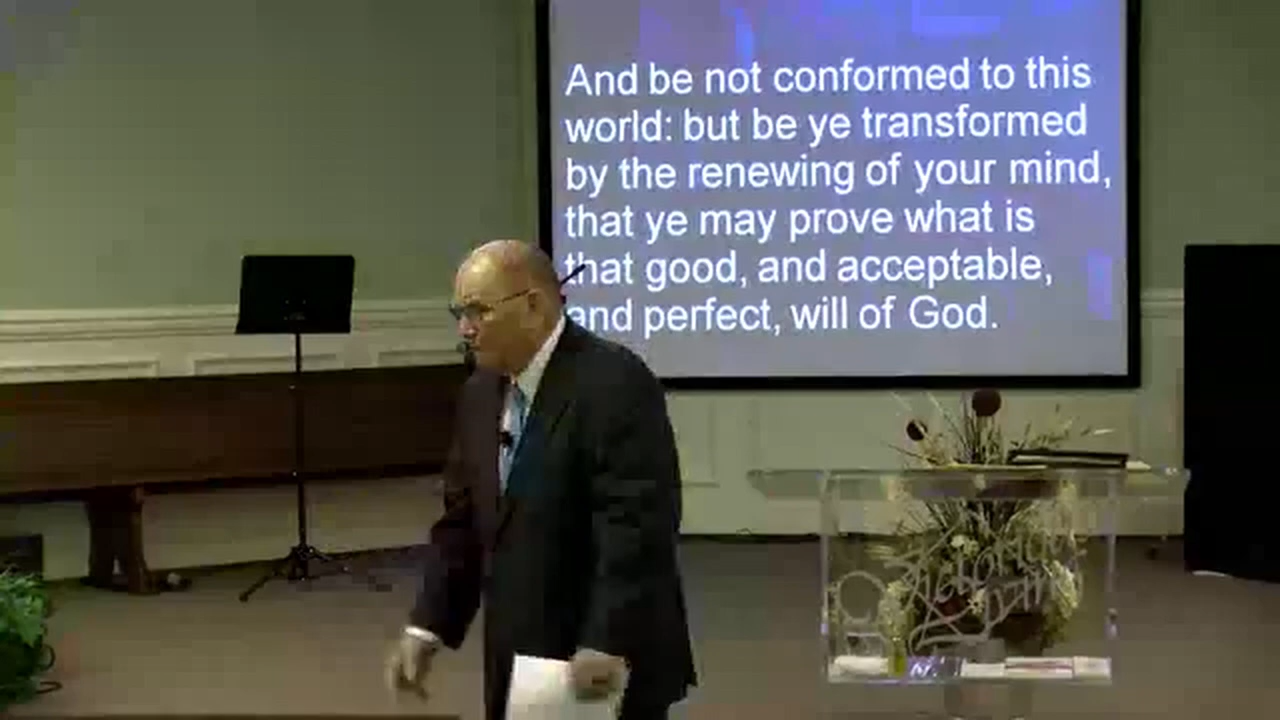 And be not conformed to this
world: but be ye transformed
by the renewing of your mind,
that ye may prove what is
that good, and acceptable,
and perfect, will of God.